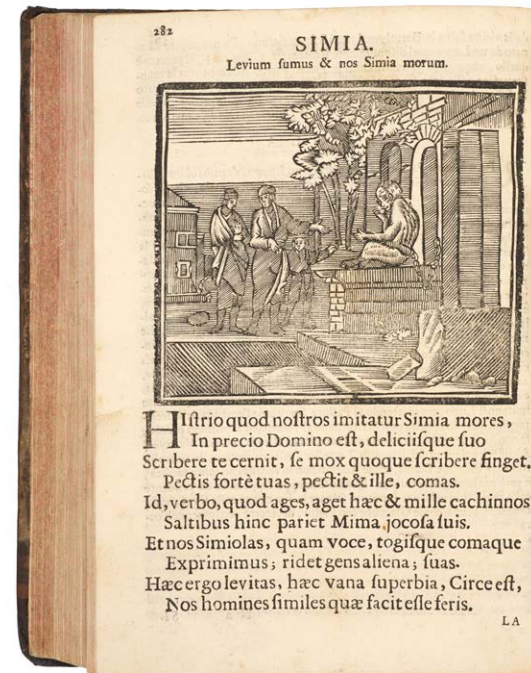 282
SIMIA.
Levium ſumus & nos Simia morum.
HIſtrio quod noſtros imitatur Simia mores,
In precio Domino eſt, deliciiſque ſuo
Scribere te cernit, ſe mox quoque ſcribere finget.
Pectis fortè tuas, pectit & ille, comas.
Id, verbo, quod ages, aget hæc & mille cachinnos
Saltibus hinc pariet Mima jocoſa ſuis.
Et nos Simiolas, quam voce, togiſque comaque
Exprimimus; ridet gens aliena; ſuas.
Hæc ergo levitas, hæc vana ſuperbia, Circe eſt,
Nos homines ſimiles quæ facit eſſe feris.
LA